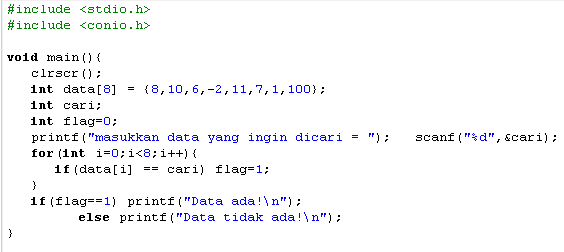 #include <stdio.h>
#include <conio.h>
void main(){
clrscr();
int data[8] = {8,10,6,-2,11,7,1,100};
int cari;
int flag=0;
printf("masukkan data yang ingin dicari = ");   scanf("%d",&cari);
for(int i=0;i<8;i++){
if(data[i] == cari) flag=1;
}
if(flag==1) printf("Data ada!\n");
else printf("Data tidak ada!\n");
}